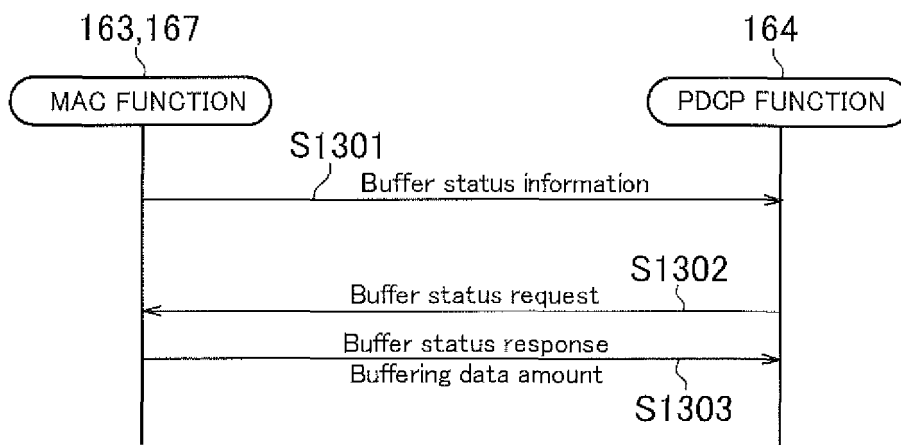 163,167
164
MAC FUNCTION
PDCP FUNCTION
S1301
Buffer status information
S1302
Buffer status request
Buffer status response
Buffering data amount
S1303